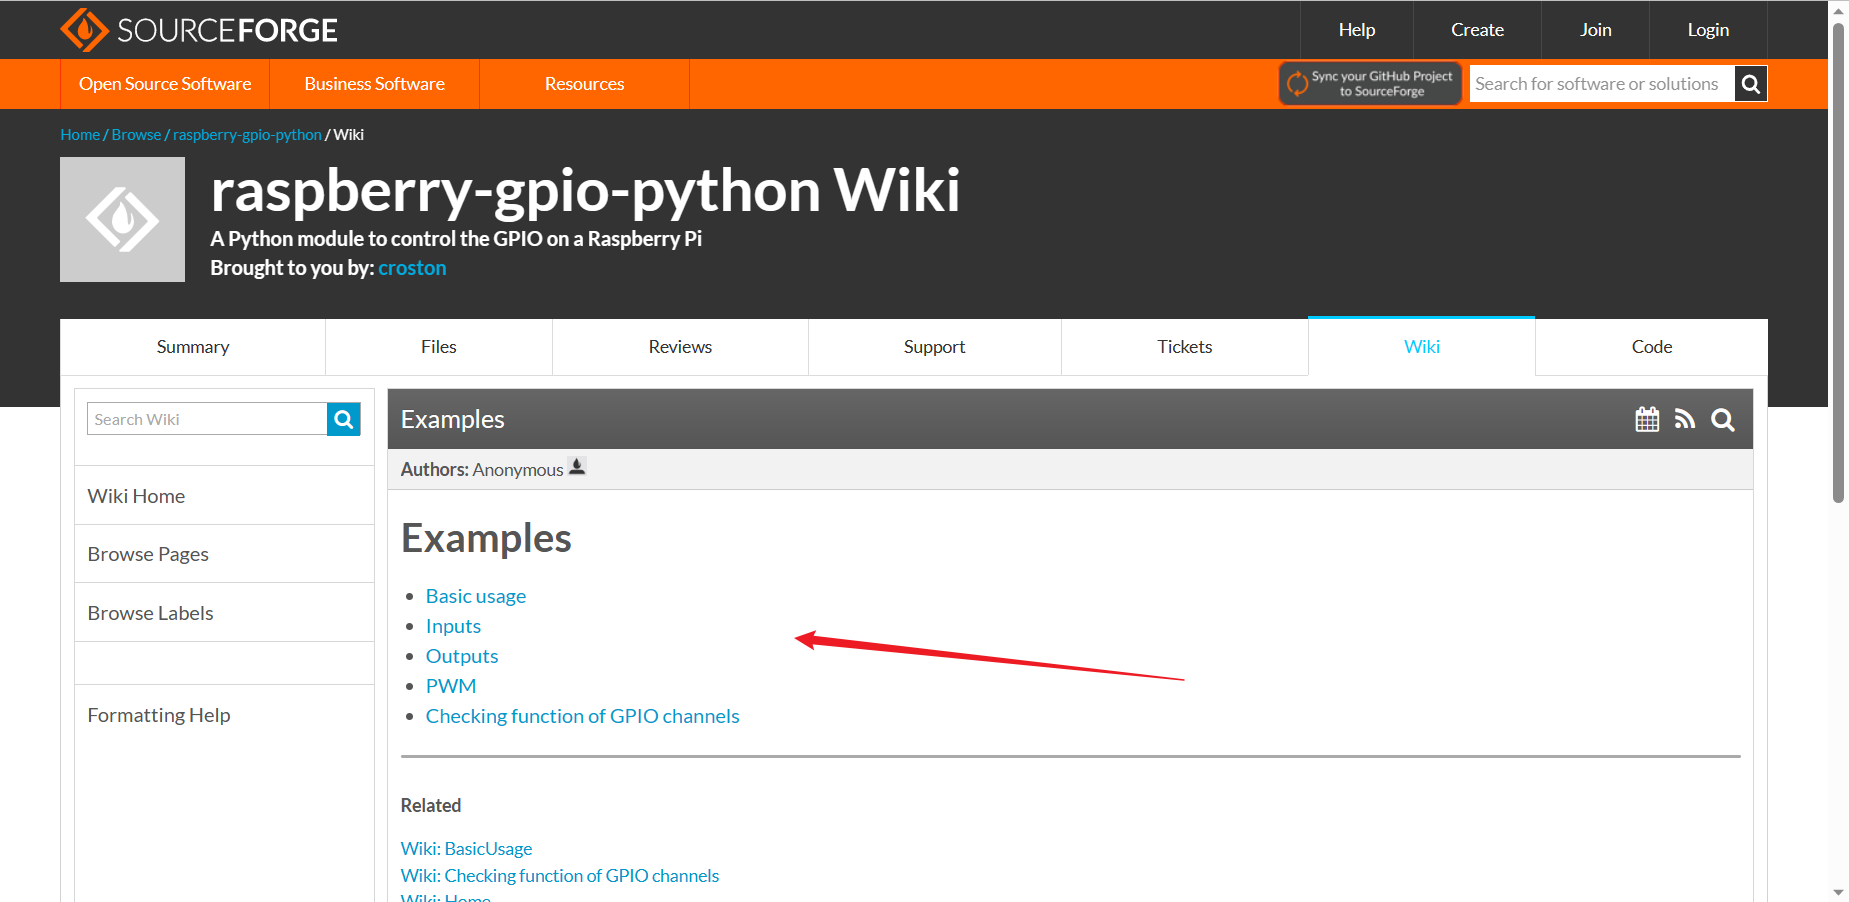 SOURCEFORGE
Help
Create
Join
Login
Open Source Software
Business Software
Resources
Sync your GitHub Project
to SourceForge
Search for software or solutions
Home / Browse / raspberry-gpio-python / Wiki
raspberry-gpio-python Wiki
A Python module to control the GPIO on a Raspberry Pi
Brought to you by: croston
Summary
Files
Reviews
Support
Tickets
Wiki
Code
Search Wiki
Wiki Home
Browse Pages
Browse Labels
Formatting Help
Examples
Authors: Anonymous
Examples
Basic usage
Inputs
Outputs
PWM
Checking function of GPIO channels
Related
Wiki: BasicUsage
Wiki: Checking function of GPIO channels
Wiki: Home